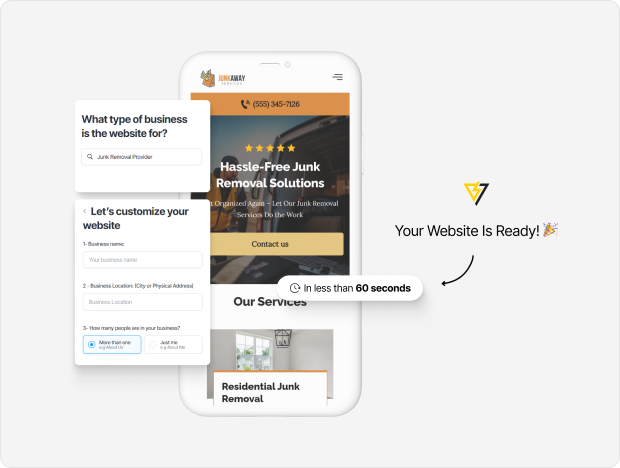 What type of business
is the website for?
Junk Removal Provider
Let's customize your
website
1- Business name:
Your business name
2 - Business Location: (City or Physical Address)
Business Location
3- How many people are in your business?
More than one
e.g About Us
Just me
e.g About Me
JUNKAWAY
SERVICES
(555) 345-7126
Hassle-Free Junk
Removal Solutions
t Organized Again – Let Our Junk Removal
Services Do the Work
Contact us
In less than 60 seconds
Our Services
Residential Junk
Removal
Your Website Is Ready! 🎉